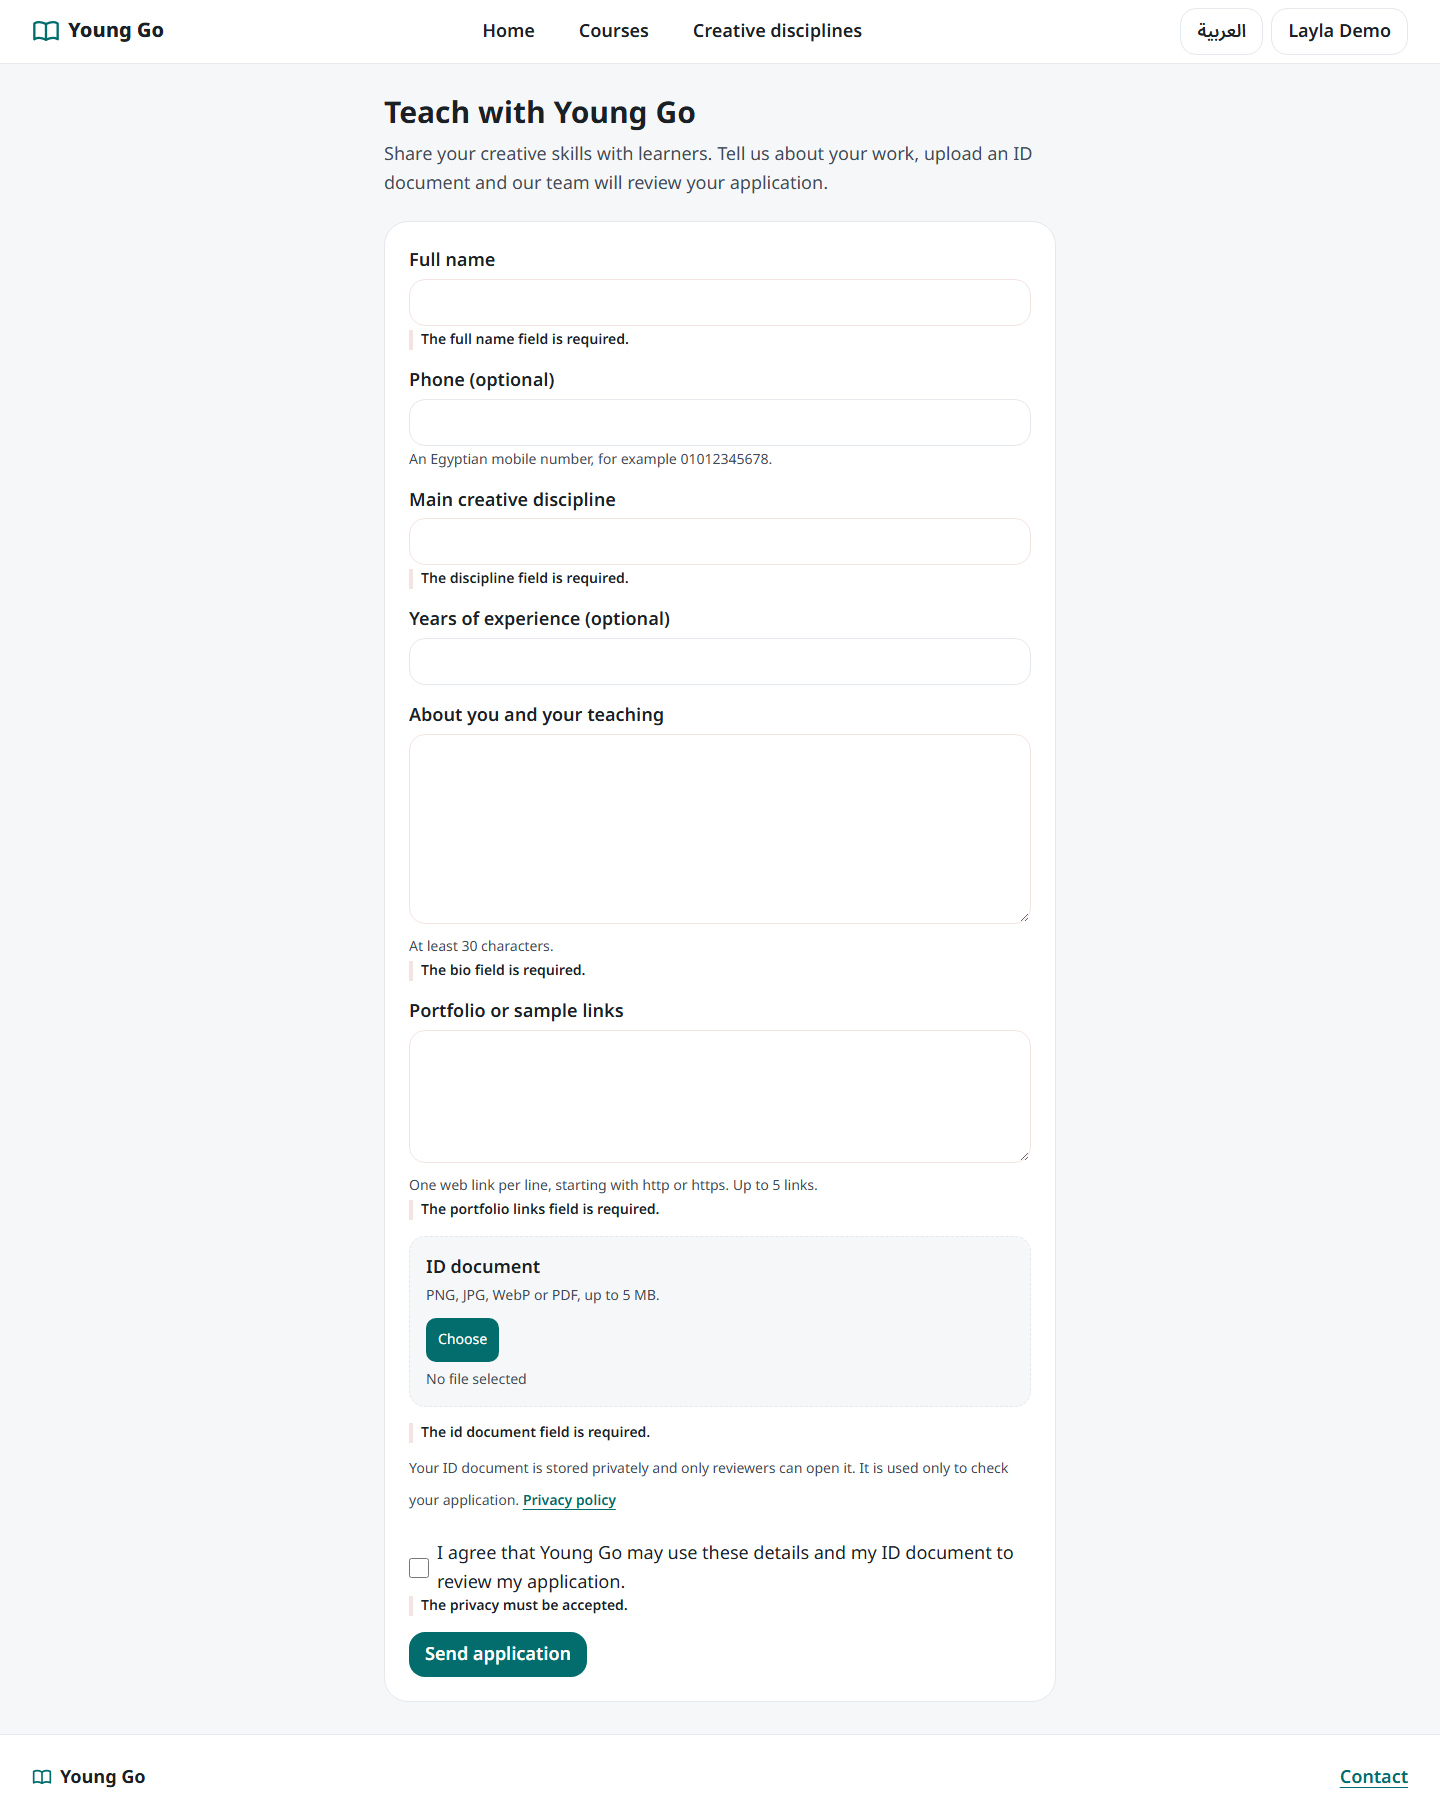 Young Go
Home
Courses
Creative disciplines
العربية
Layla Demo
Teach with Young Go
Share your creative skills with learners. Tell us about your work, upload an ID
document and our team will review your application.
Full name
The full name field is required.
Phone (optional)
An Egyptian mobile number, for example 01012345678.
Main creative discipline
The discipline field is required.
Years of experience (optional)
About you and your teaching
At least 30 characters.
The bio field is required.
Portfolio or sample links
One web link per line, starting with http or https. Up to 5 links.
The portfolio links field is required.
ID document
PNG, JPG, WebP or PDF, up to 5 MB.
Choose
No file selected
The id document field is required.
Your ID document is stored privately and only reviewers can open it. It is used only to check
your application. Privacy policy
I agree that Young Go may use these details and my ID document to
review my application.
The privacy must be accepted.
Send application
Young Go
Contact